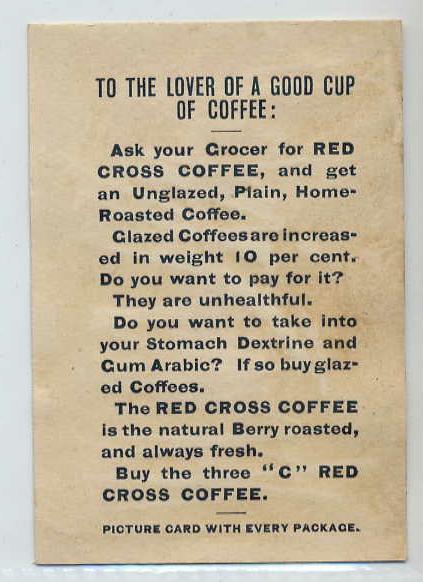 TO THE LOVER OF A GOOD CUP
OF COFFEE:
Ask your Grocer for RED
CROSS COFFEE, and get
an Unglazed, Plain, Home-
Roasted Coffee.
Glazed Coffees are increas-
ed in weight 10 per cent.
Do you want to pay for it?
They are unhealthful.
Do you want to take into
your Stomach Dextrine and
Gum Arabic? If so buy glaz-
ed Coffees.
The RED CROSS COFFEE
is the natural Berry roasted,
and always fresh.
Buy the three "C" RED
CROSS COFFEE.
PICTURE CARD WITH EVERY PACKAGE.